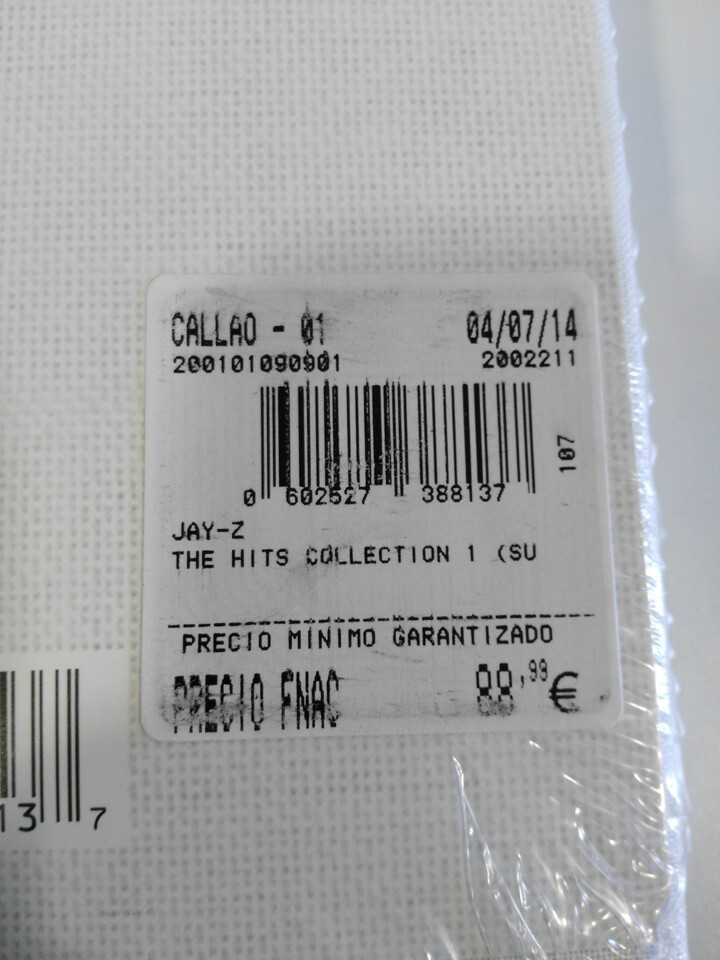 CALLAO - 01 04/07/14
200101090901 2002211
107
0 602527 388137
JAY-Z
THE HITS COLLECTION 1 (SU
PRECIO MINIMO GARANTIZADO
PRECIO FNAC 88,99 €
13 7